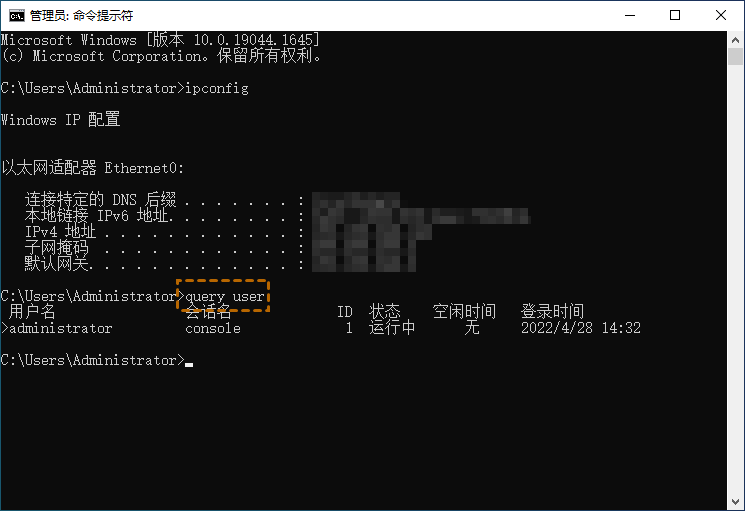 管理员: 命令提示符
Microsoft Windows [版本 10.0.19044.1645]
(c) Microsoft Corporation。保留所有权利。
C:\Users\Administrator>ipconfig
Windows IP 配置
以太网适配器 Ethernet0:
连接特定的 DNS 后缀 . . . . . . . :
本地链接 IPv6 地址. . . . . . . . :
IPv4 地址 . . . . . . . . . . . . :
子网掩码 . . . . . . . . . . . . :
默认网关. . . . . . . . . . . . . :
C:\Users\Administrator>query user
用户名 会话名 ID 状态 空闲时间 登录时间
>administrator console 1 运行中 无 2022/4/28 14:32
C:\Users\Administrator>